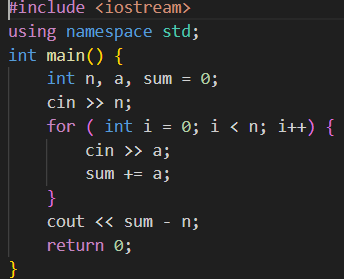 #include <iostream>
using namespace std;
int main() {
    int n, a, sum = 0;
    cin >> n;
    for ( int i = 0; i < n; i++) {
        cin >> a;
        sum += a;
    }
    cout << sum - n;
    return 0;
}